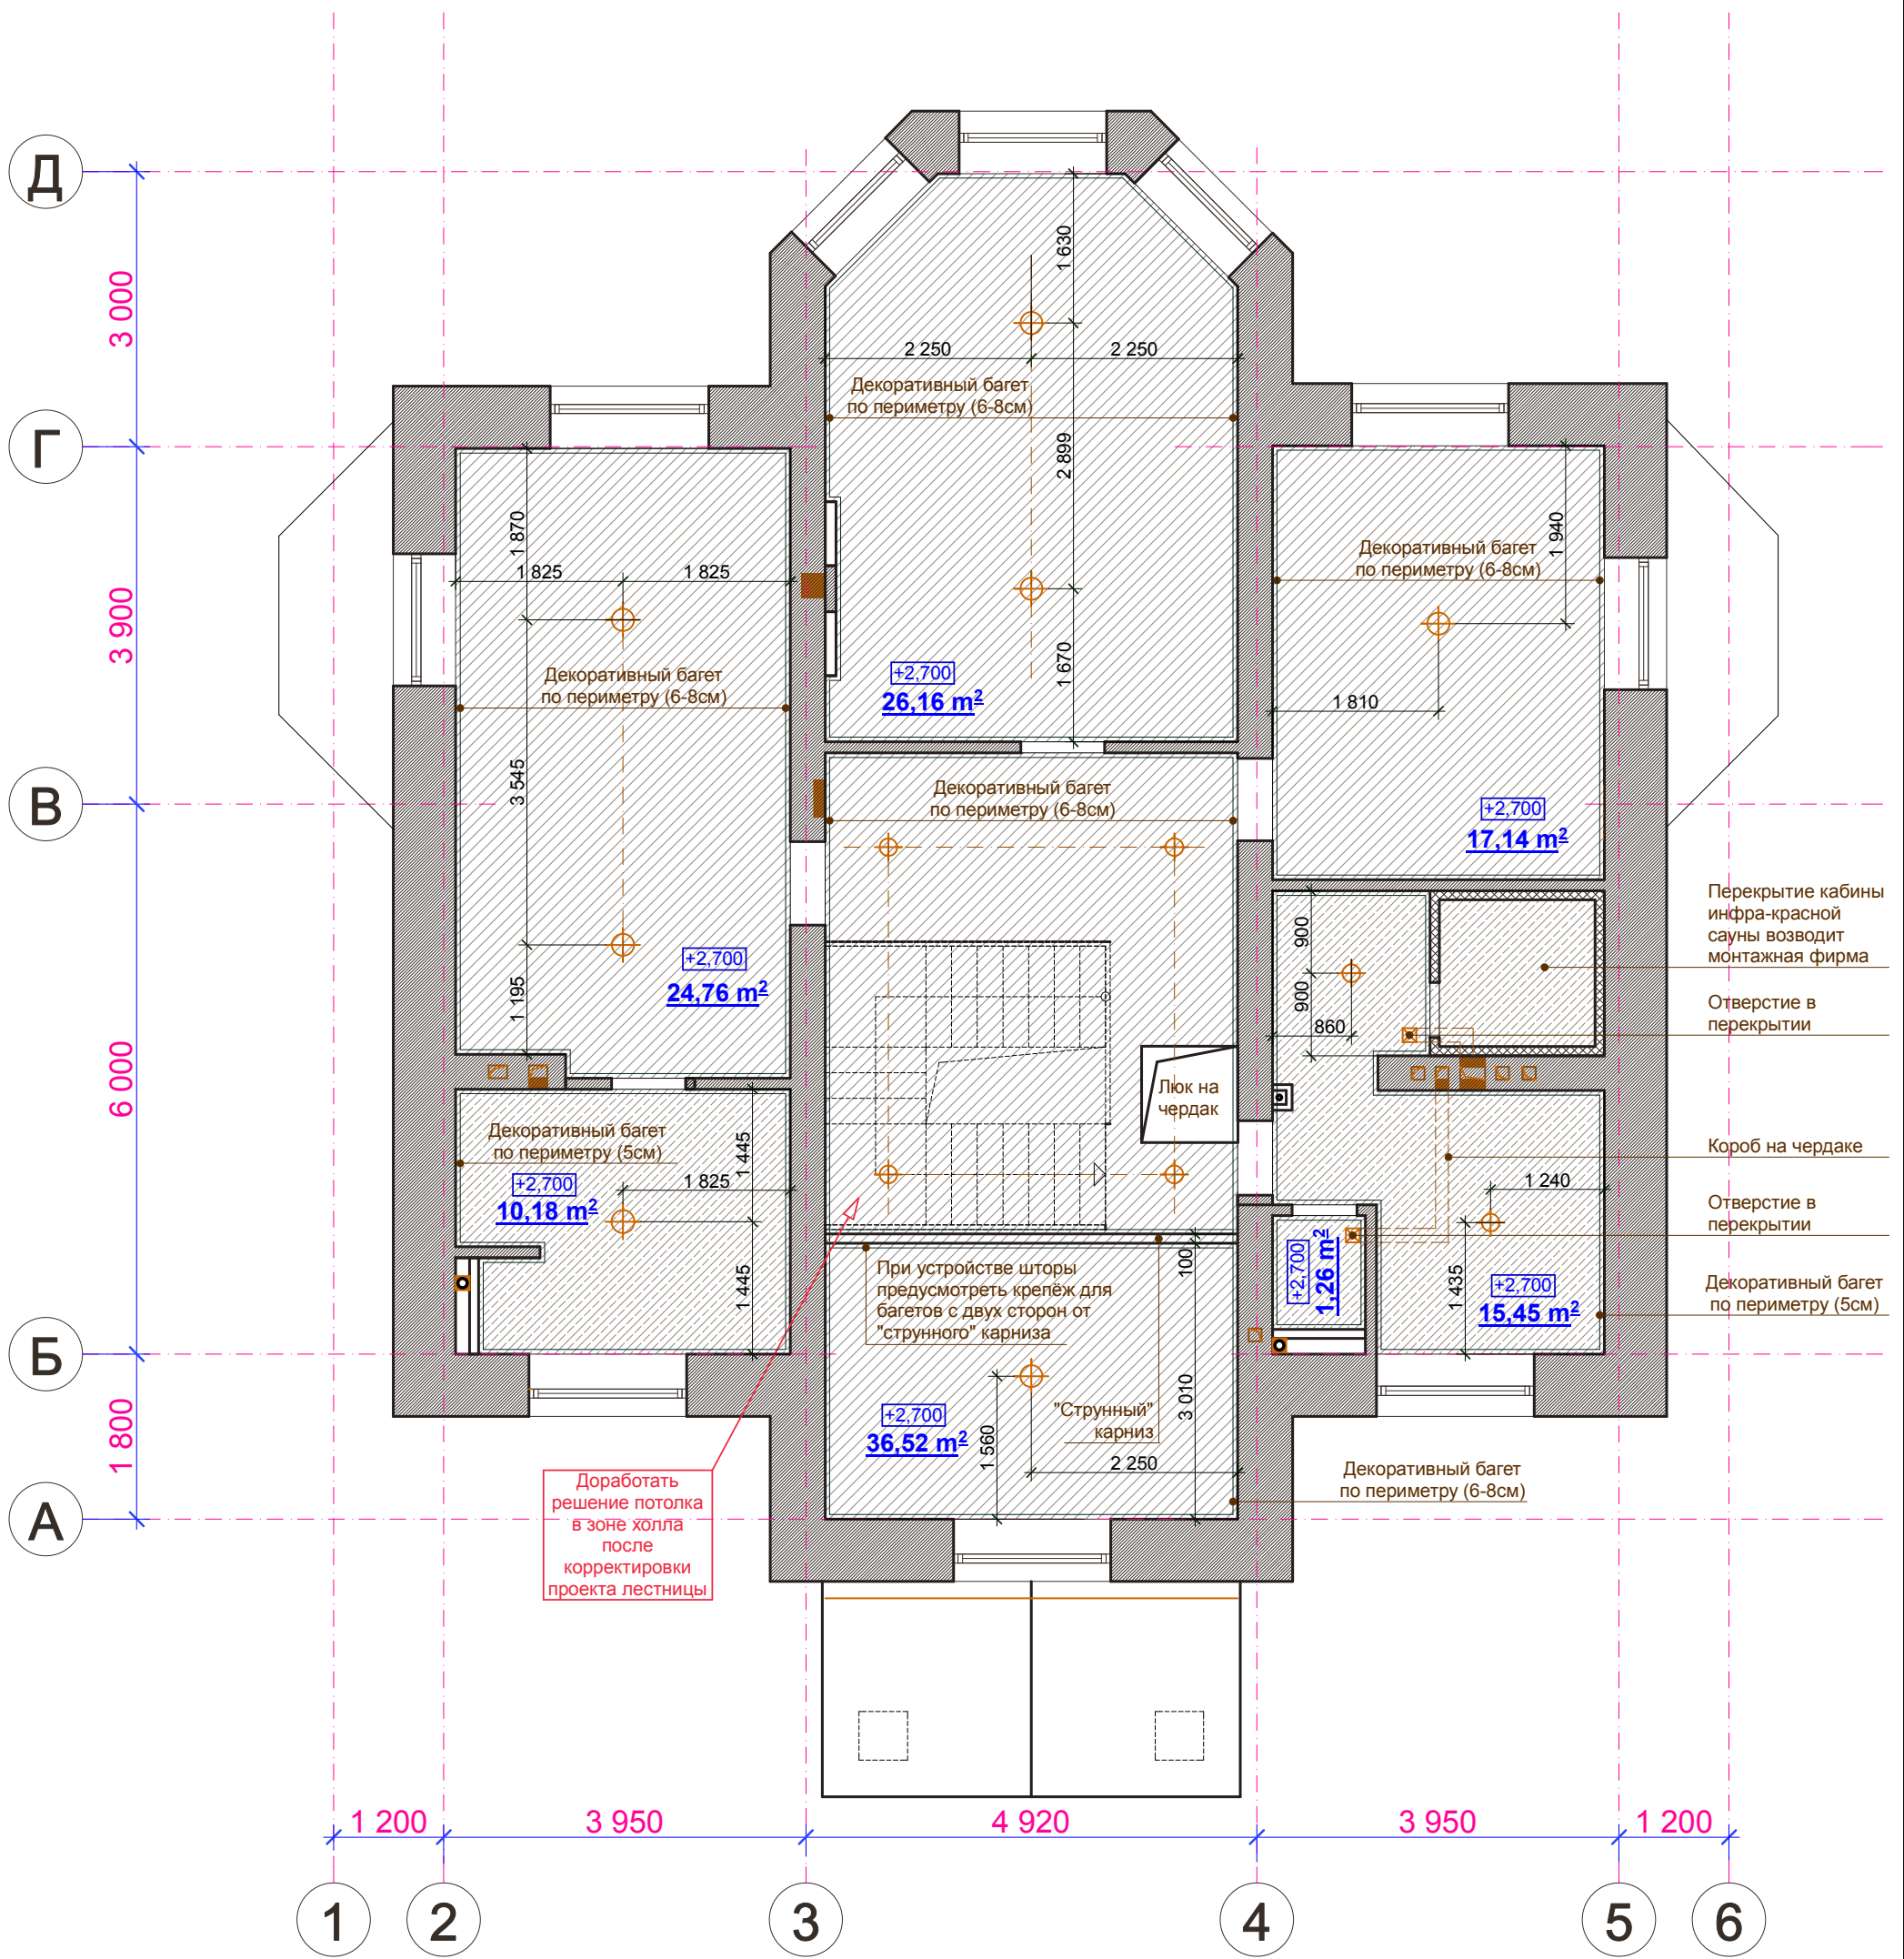 Д
Г
В
Б
А
3 000
3 900
6 000
1 800
1 630
2 250
2 250
Декоративный багет
по периметру (6-8см)
2 899
1 670
+2,700
26,16 m²
1 870
1 825
1 825
Декоративный багет
по периметру (6-8см)
3 545
1 195
+2,700
24,76 m²
1 940
Декоративный багет
по периметру (6-8см)
1 810
+2,700
17,14 m²
Декоративный багет
по периметру (6-8см)
Люк на
чердак
900
900
860
Перекрытие кабины
инфра-красной
сауны возводит
монтажная фирма
Отверстие в
перекрытии
Короб на чердаке
Отверстие в
перекрытии
Декоративный багет
по периметру (5см)
Декоративный багет
по периметру (5см)
+2,700
10,18 m²
1 445
1 825
1 445
1 240
1 435
+2,700
15,45 m²
+2,700
1,26 m²
При устройстве шторы
предусмотреть крепёж для
багетов с двух сторон от
"струнного" карниза
100
3 010
"Струнный"
карниз
+2,700
36,52 m²
1 560
2 250
Декоративный багет
по периметру (6-8см)
Доработать
решение потолка
в зоне холла
после
корректировки
проекта лестницы
1 200
3 950
4 920
3 950
1 200
1
2
3
4
5
6